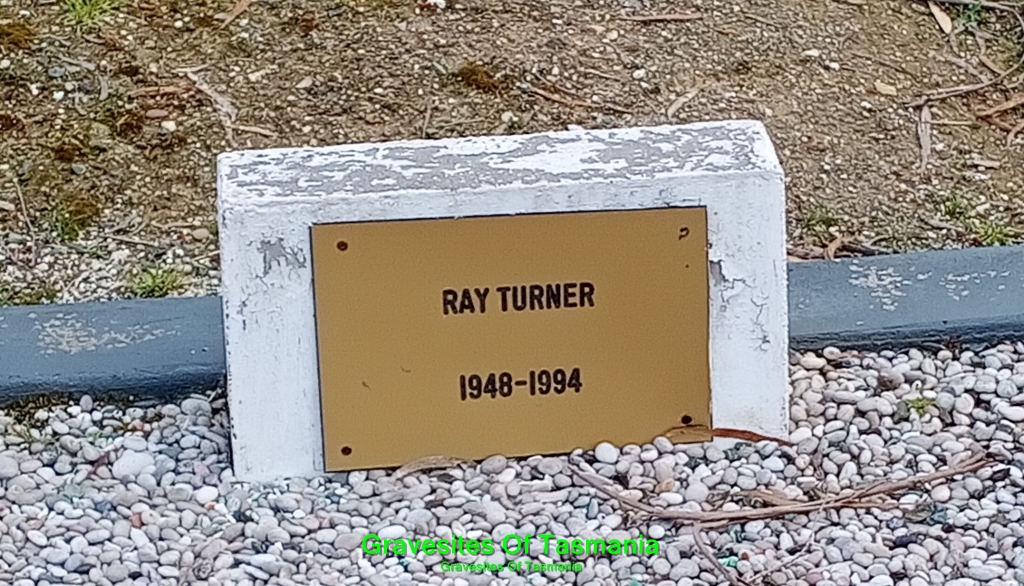 RAY TURNER
1948-1994
Gravesites Of Tasmania
Gravesites Of Tasmania